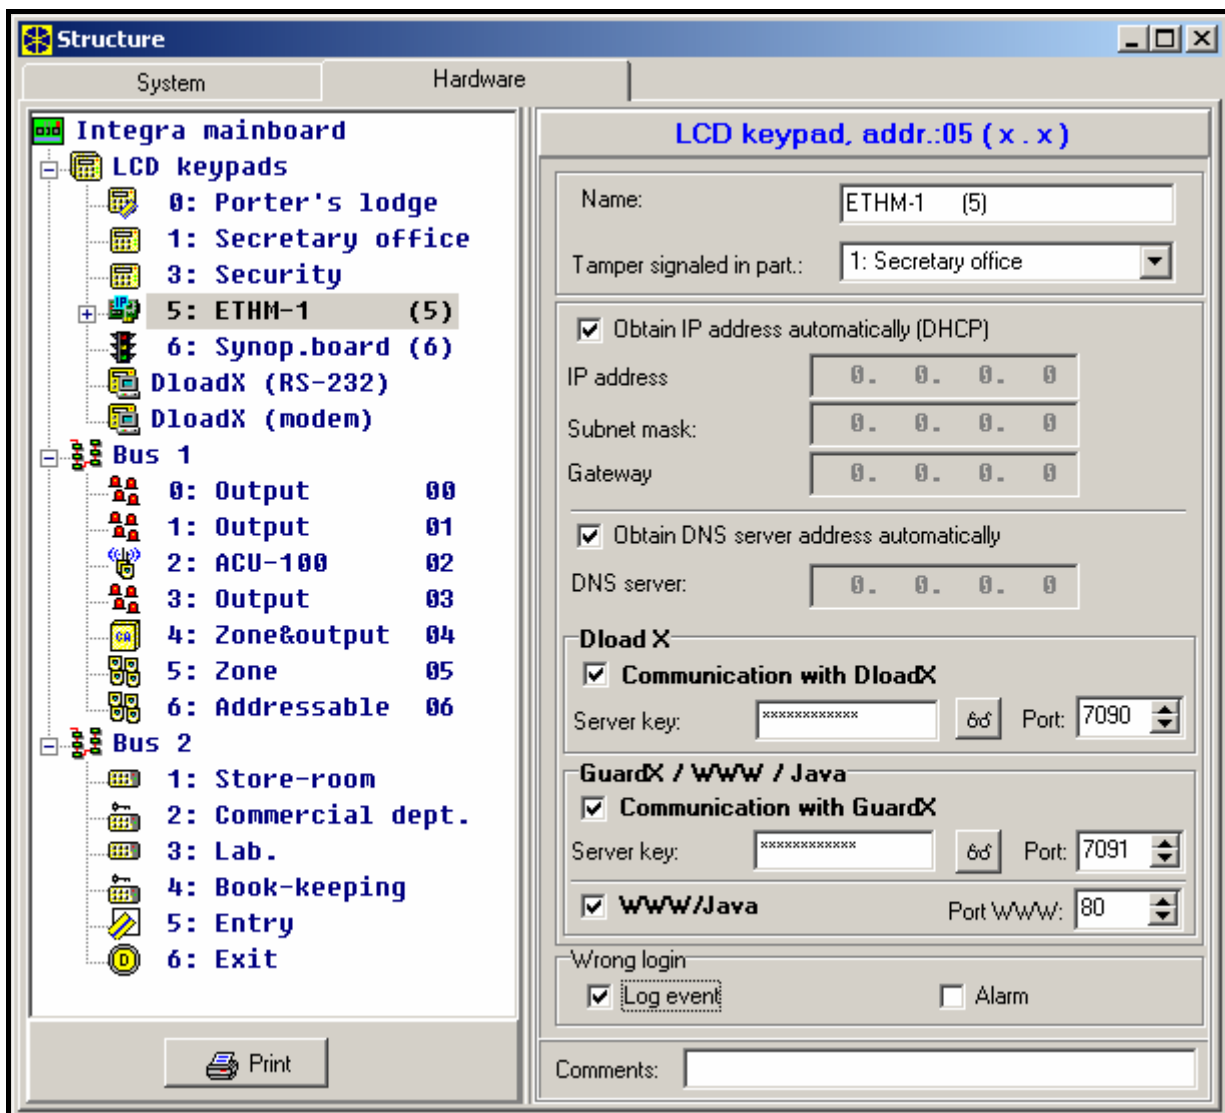 Structure
System Hardware
Integra mainboard
LCD keypads
0: Porter's lodge
1: Secretary office
3: Security
5: ETHM-1 (5)
6: Synop.board (6)
DloadX (RS-232)
DloadX (modem)
Bus 1
0: Output 00
1: Output 01
2: ACU-100 02
3: Output 03
4: Zone&output 04
5: Zone 05
6: Addressable 06
Bus 2
1: Store-room
2: Commercial dept.
3: Lab.
4: Book-keeping
5: Entry
6: Exit
Print
LCD keypad, addr.:05 ( x . x )
Name: ETHM-1 (5)
Tamper signaled in part.: 1: Secretary office
Obtain IP address automatically (DHCP)
IP address 0. 0. 0. 0
Subnet mask: 0. 0. 0. 0
Gateway 0. 0. 0. 0
Obtain DNS server address automatically
DNS server: 0. 0. 0. 0
Dload X
Communication with DloadX
Server key: ************* Port: 7090
GuardX / WWW / Java
Communication with GuardX
Server key: ************* Port: 7091
WWW/Java Port WWW: 80
Wrong login
Log event Alarm
Comments: